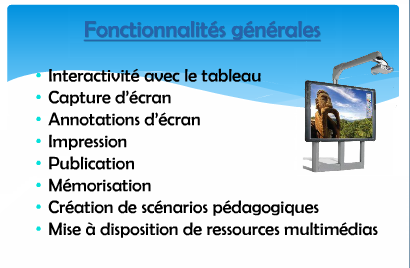 Fonctionnalités générales
• Interactivité avec le tableau
• Capture d'écran
• Annotations d'écran
• Impression
• Publication
• Mémorisation
• Création de scénarios pédagogiques
• Mise à disposition de ressources multimédias